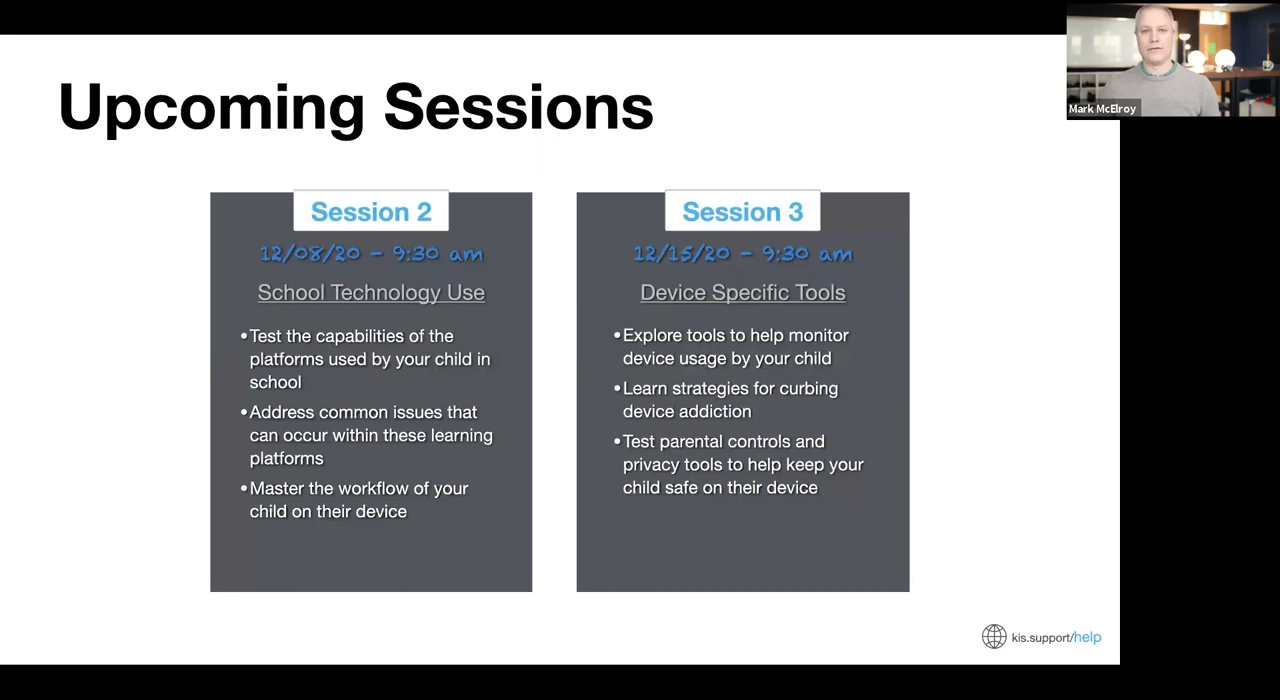 Upcoming Sessions
Mark McElroy
Session 2
12/08/20 - 9:30 am
School Technology Use
•Test the capabilities of the
platforms used by your child in
school
•Address common issues that
can occur within these learning
platforms
•Master the workflow of your
child on their device
Session 3
12/15/20 - 9:30 am
Device Specific Tools
•Explore tools to help monitor
device usage by your child
•Learn strategies for curbing
device addiction
•Test parental controls and
privacy tools to help keep your
child safe on their device
kis.support/help